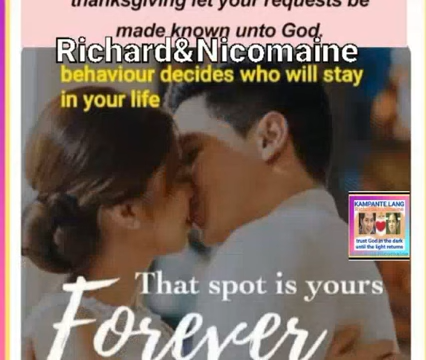 thanksgiving let your requests be
made known unto God,
Richard&Nicomaine
behaviour decides who will stay
in your life
KAMPANTE LANG
trust God in the dark
until the light returns
That spot is yours
Forever